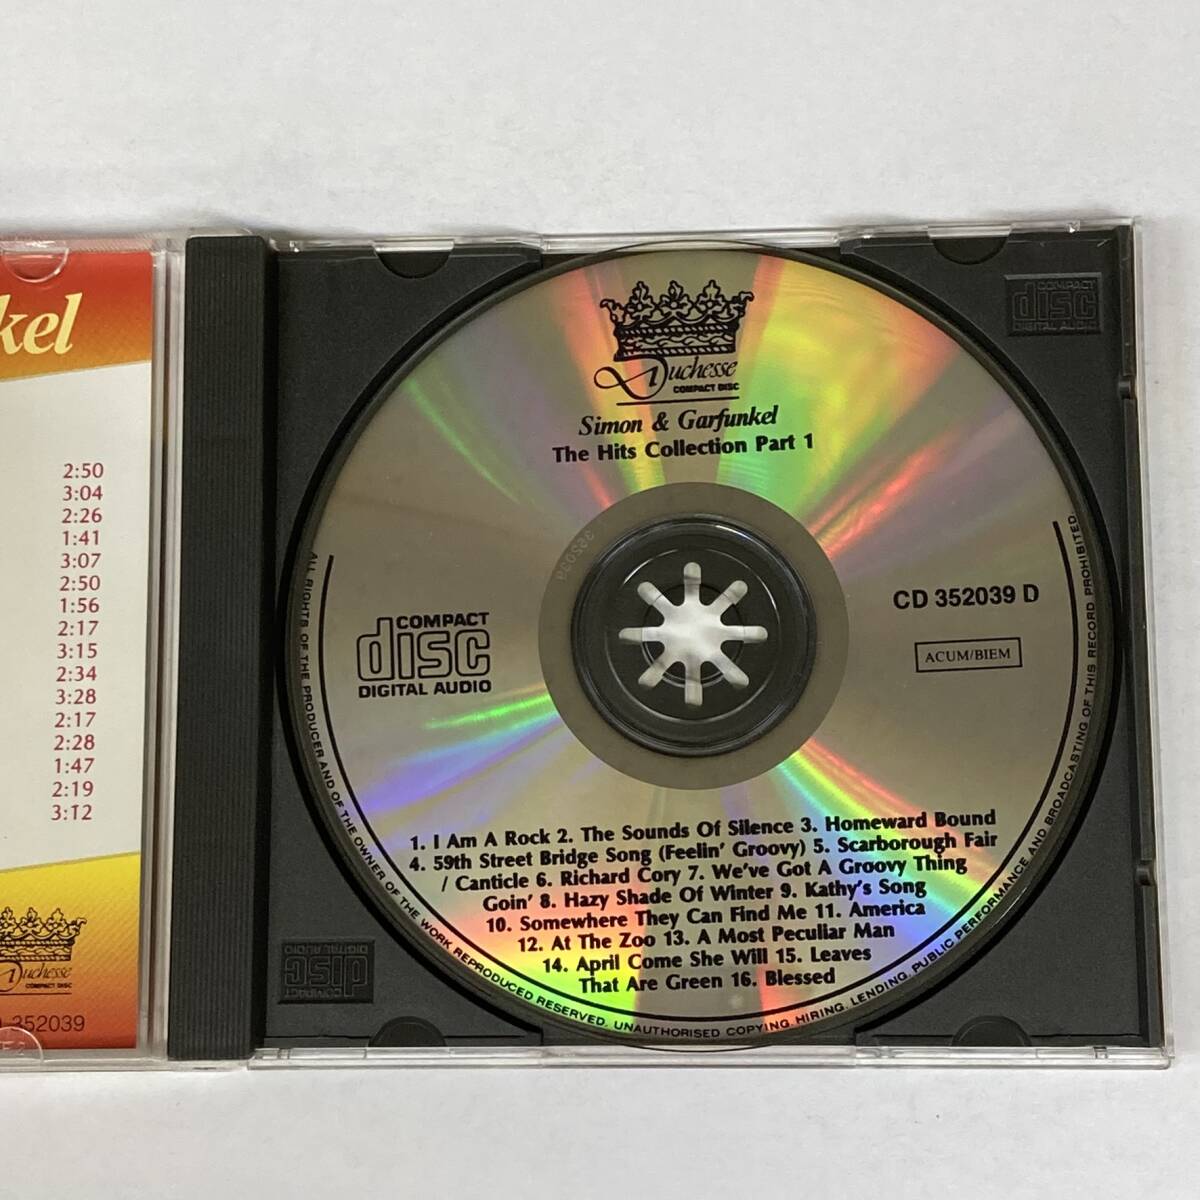 kel
2:50
3:04
2:26
1:41
3:07
2:50
1:56
2:17
3:15
2:34
3:28
2:17
2:28
1:47
2:19
3:12
Duchesse
COMPACT DISC
352039
Duchesse
COMPACT DISC
Simon & Garfunkel
The Hits Collection Part 1
352039
COMPACT
disc
DIGITAL AUDIO
CD 352039 D
ACUM/BIEM
1. I Am A Rock 2. The Sounds Of Silence 3. Homeward Bound
4. 59th Street Bridge Song (Feelin' Groovy) 5. Scarborough Fair
/ Canticle 6. Richard Cory 7. We've Got A Groovy Thing
Goin' 8. Hazy Shade Of Winter 9. Kathy's Song
10. Somewhere They Can Find Me 11. America
12. At The Zoo 13. A Most Peculiar Man
14. April Come She Will 15. Leaves
That Are Green 16. Blessed
ALL RIGHTS OF THE PRODUCER AND OF THE OWNER OF THE WORK REPRODUCED RESERVED. UNAUTHORISED COPYING. HIRING. LENDING. PUBLIC PERFORMANCE AND BROADCASTING OF THIS RECORD PROHIBITED.
COMPACT
disc
DIGITAL AUDIO
COMPACT
disc
DIGITAL AUDIO